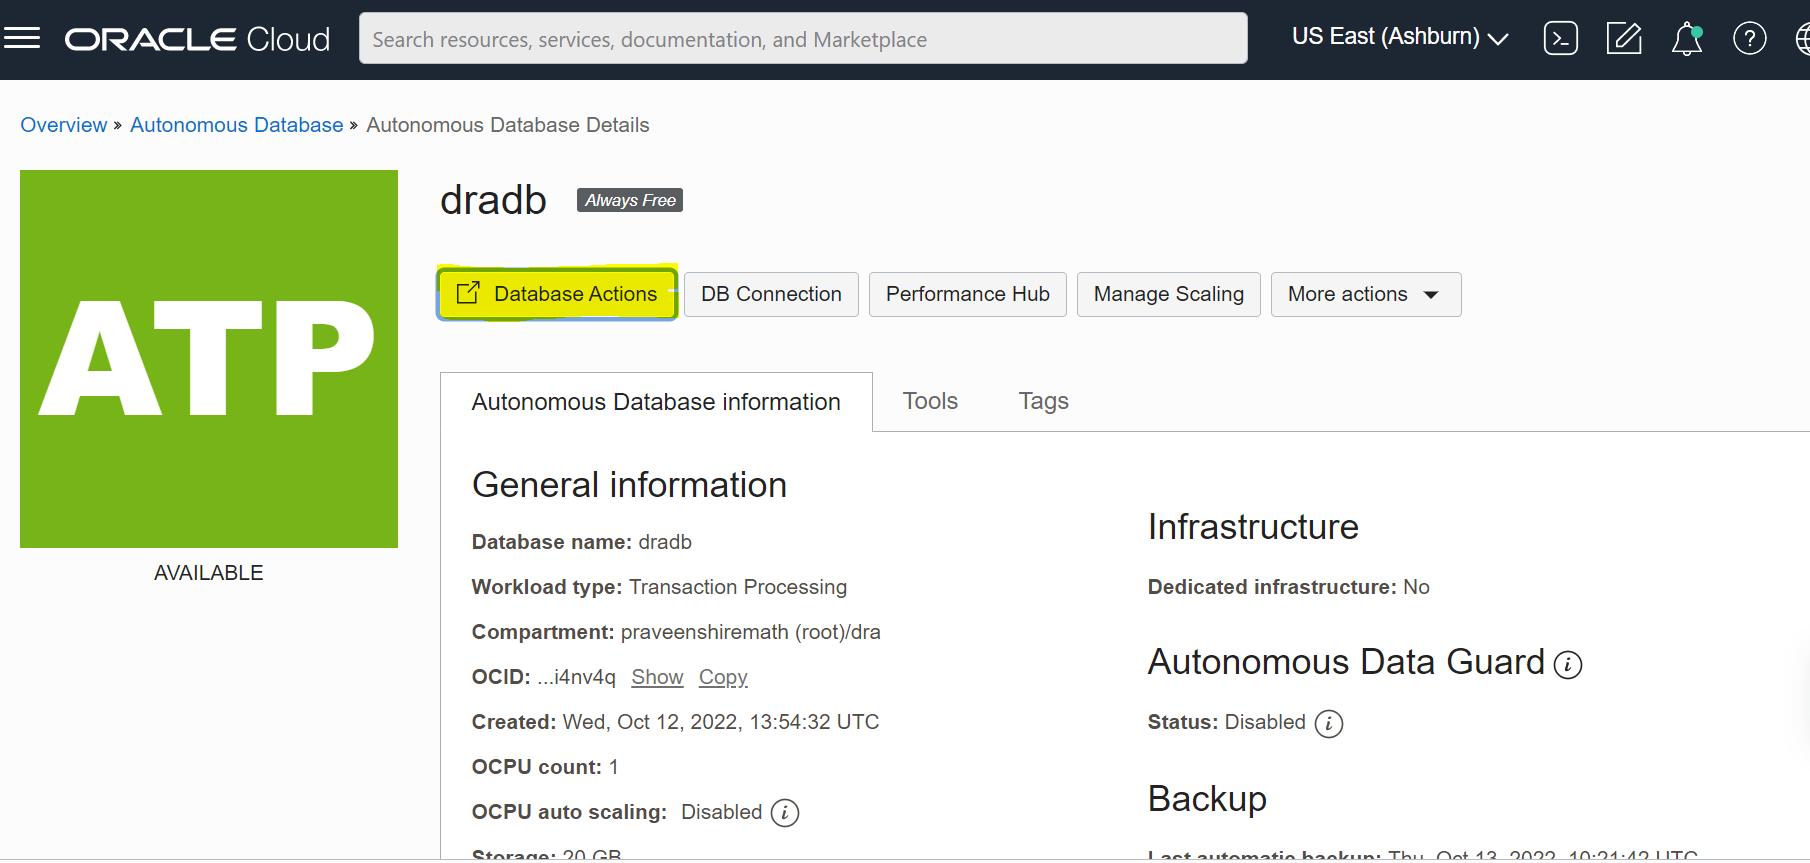 ORACLE Cloud
Search resources, services, documentation, and Marketplace
US East (Ashburn)
Overview » Autonomous Database » Autonomous Database Details
ATP
AVAILABLE
dradb
Always Free
Database Actions
DB Connection
Performance Hub
Manage Scaling
More actions
Autonomous Database information
Tools
Tags
General information
Database name: dradb
Workload type: Transaction Processing
Compartment: praveenshiremath (root)/dra
OCID: ...i4nv4q Show Copy
Created: Wed, Oct 12, 2022, 13:54:32 UTC
OCPU count: 1
OCPU auto scaling: Disabled
Storage: 20 GB
Infrastructure
Dedicated infrastructure: No
Autonomous Data Guard
Status: Disabled
Backup
Last automatic backup: Thu, Oct 13, 2022, 10:21:42 UTC